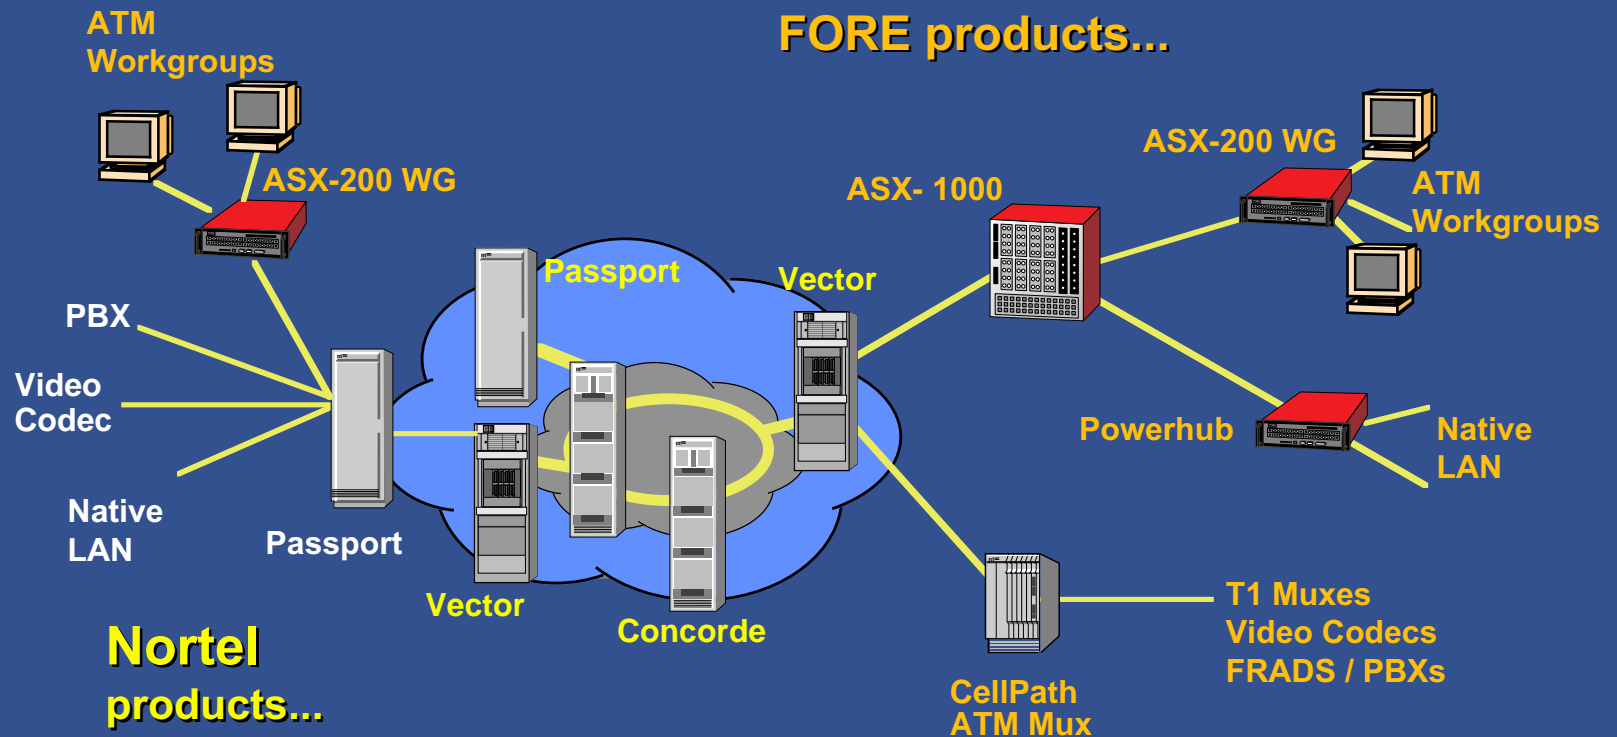 FORE products...
ATM
Workgroups
ASX-200 WG
PBX
Video
Codec
Native
LAN
Passport
Passport
Vector
Vector
Concorde
ASX- 1000
ASX-200 WG
ATM
Workgroups
Powerhub
Native
LAN
CellPath
ATM Mux
T1 Muxes
Video Codecs
FRADS / PBXs
Nortel
products...